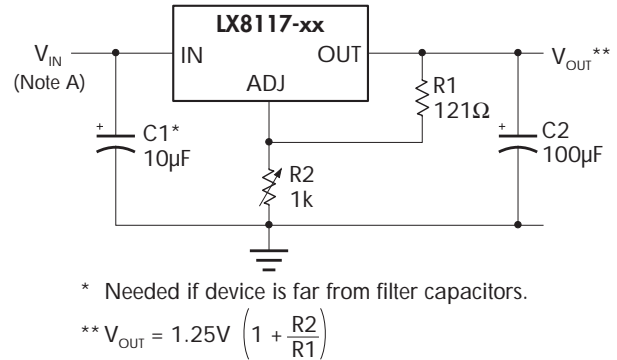 LX8117-xx
V_IN
(Note A)
IN
OUT
ADJ
V_OUT**
R1
121Ω
+
C1*
10µF
R2
1k
+
C2
100µF
* Needed if device is far from filter capacitors.
** V_OUT = 1.25V (1 + R2/R1)